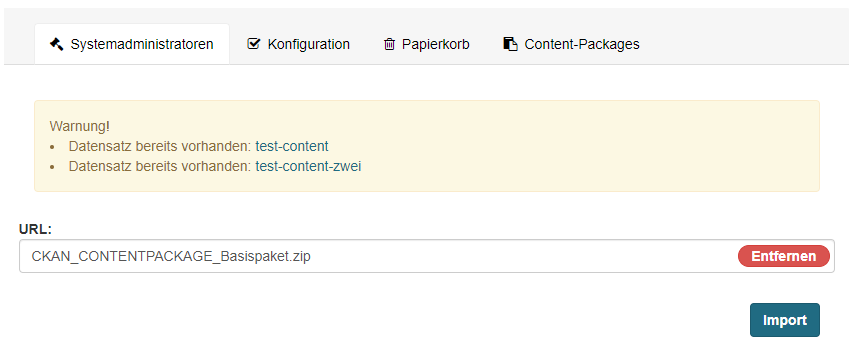 Systemadministratoren Konfiguration Papierkorb Content-Packages
Warnung!
• Datensatz bereits vorhanden: test-content
• Datensatz bereits vorhanden: test-content-zwei
URL:
CKAN_CONTENTPACKAGE_Basispaket.zip Entfernen
Import